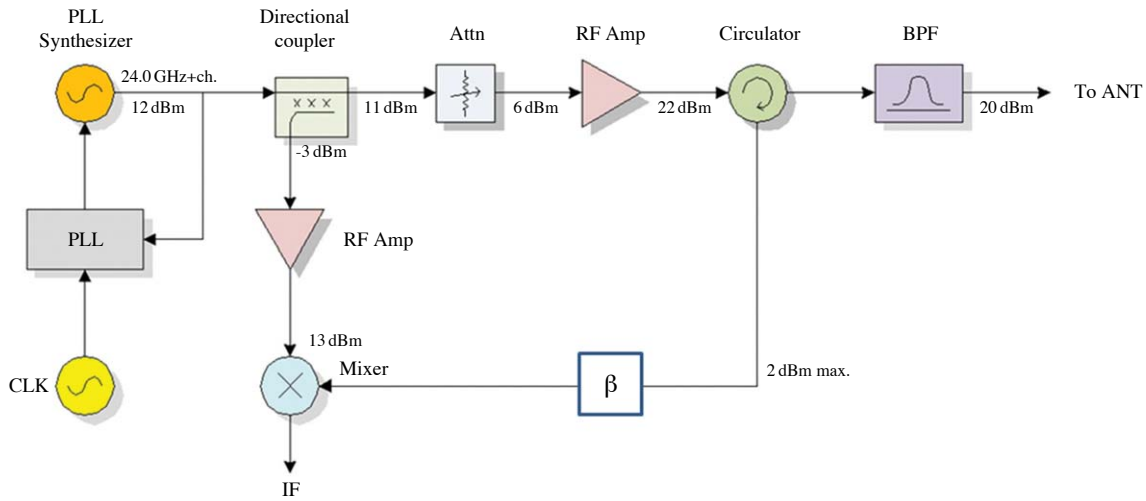 PLL
Synthesizer
Directional
coupler
Attn
RF Amp
Circulator
BPF
24.0 GHz+ch.
12 dBm
11 dBm
6 dBm
22 dBm
20 dBm
To ANT
x x x
-3 dBm
PLL
RF Amp
13 dBm
Mixer
CLK
β
2 dBm max.
IF